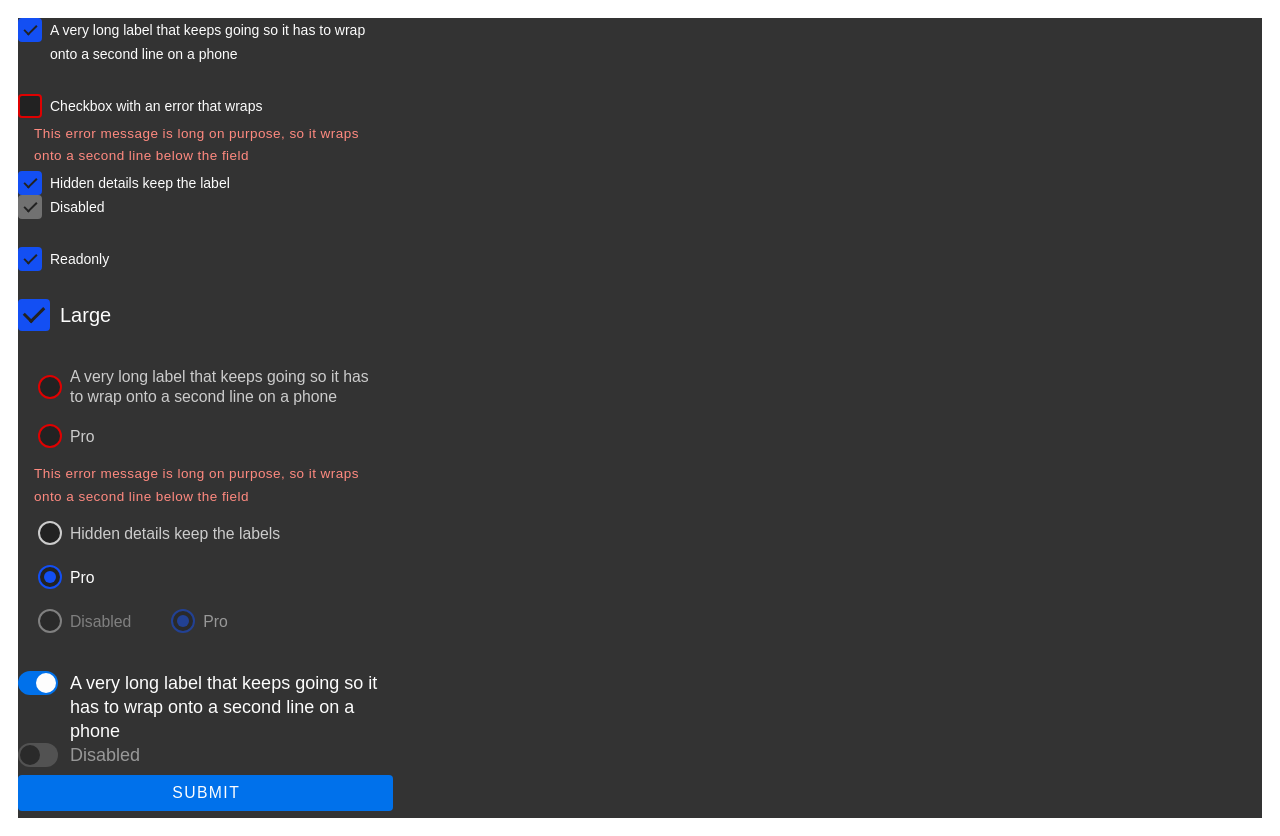 A very long label that keeps going so it has to wrap
onto a second line on a phone
Checkbox with an error that wraps
This error message is long on purpose, so it wraps
onto a second line below the field
Hidden details keep the label
Disabled
Readonly
Large
A very long label that keeps going so it has
to wrap onto a second line on a phone
Pro
This error message is long on purpose, so it wraps
onto a second line below the field
Hidden details keep the labels
Pro
Disabled Pro
A very long label that keeps going so it
has to wrap onto a second line on a
phone
Disabled
SUBMIT